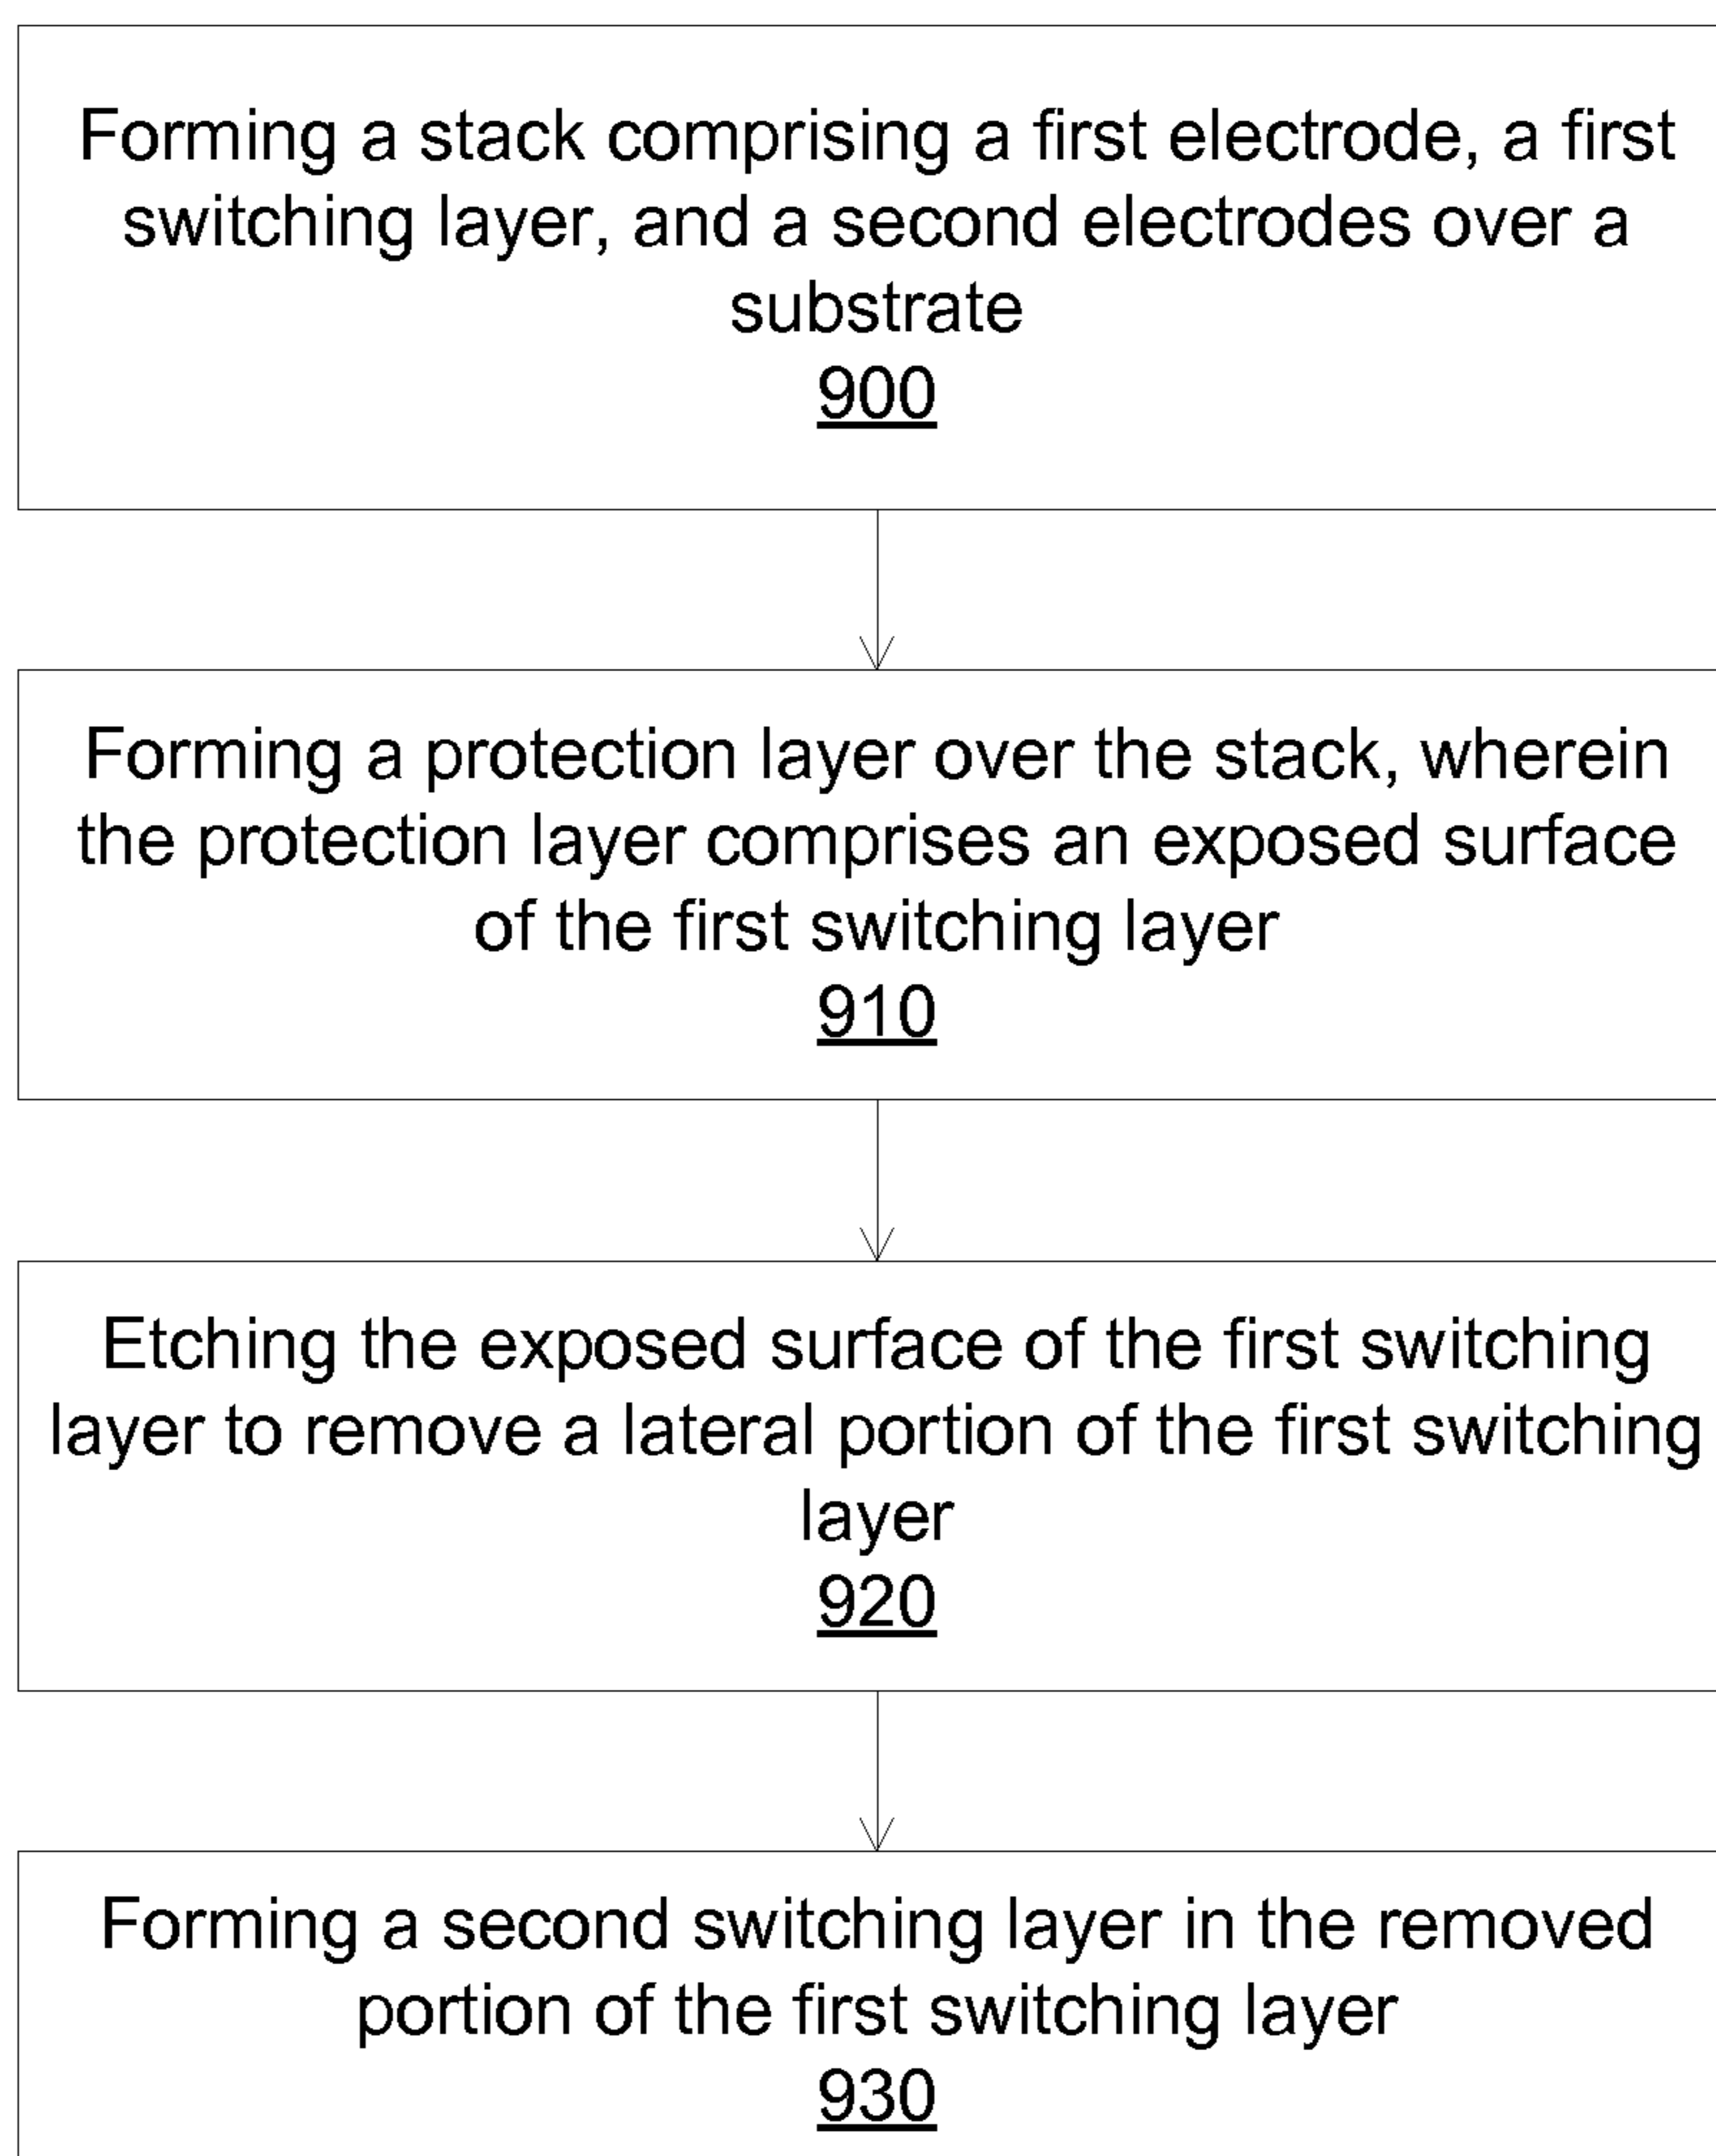 Forming a stack comprising a first electrode, a first
switching layer, and a second electrodes over a
substrate
900
Forming a protection layer over the stack, wherein
the protection layer comprises an exposed surface
of the first switching layer
910
Etching the exposed surface of the first switching
layer to remove a lateral portion of the first switching
layer
920
Forming a second switching layer in the removed
portion of the first switching layer
930